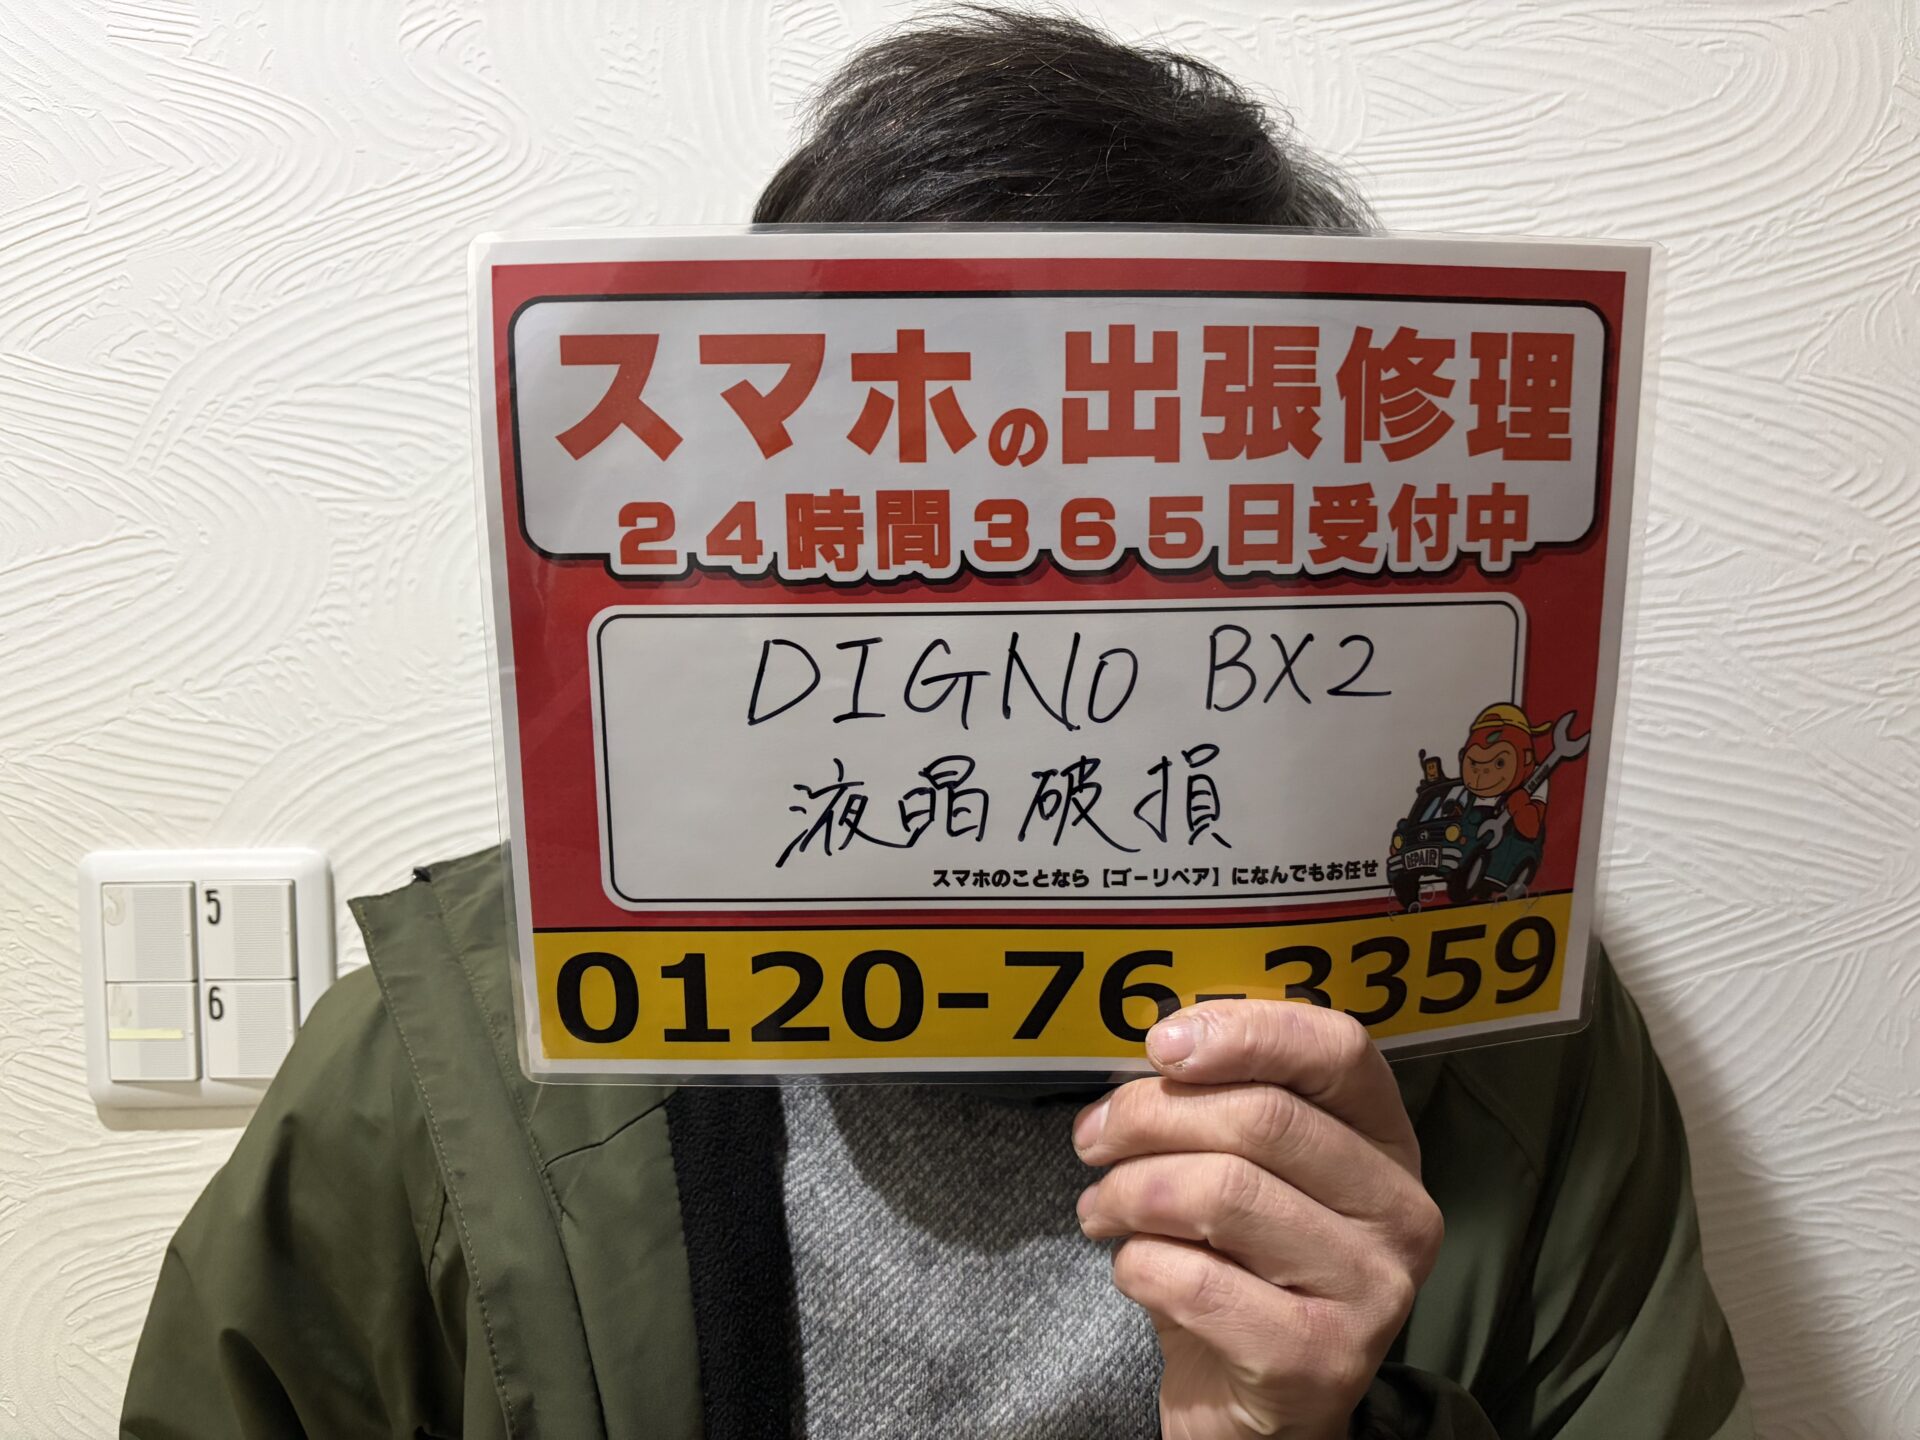 スマホの出張修理
24時間365日受付中
DIGNO BX2
液晶破損
スマホのことなら【ゴーリペア】になんでもお任せ
REPAIR
0120-76-3359
5
6